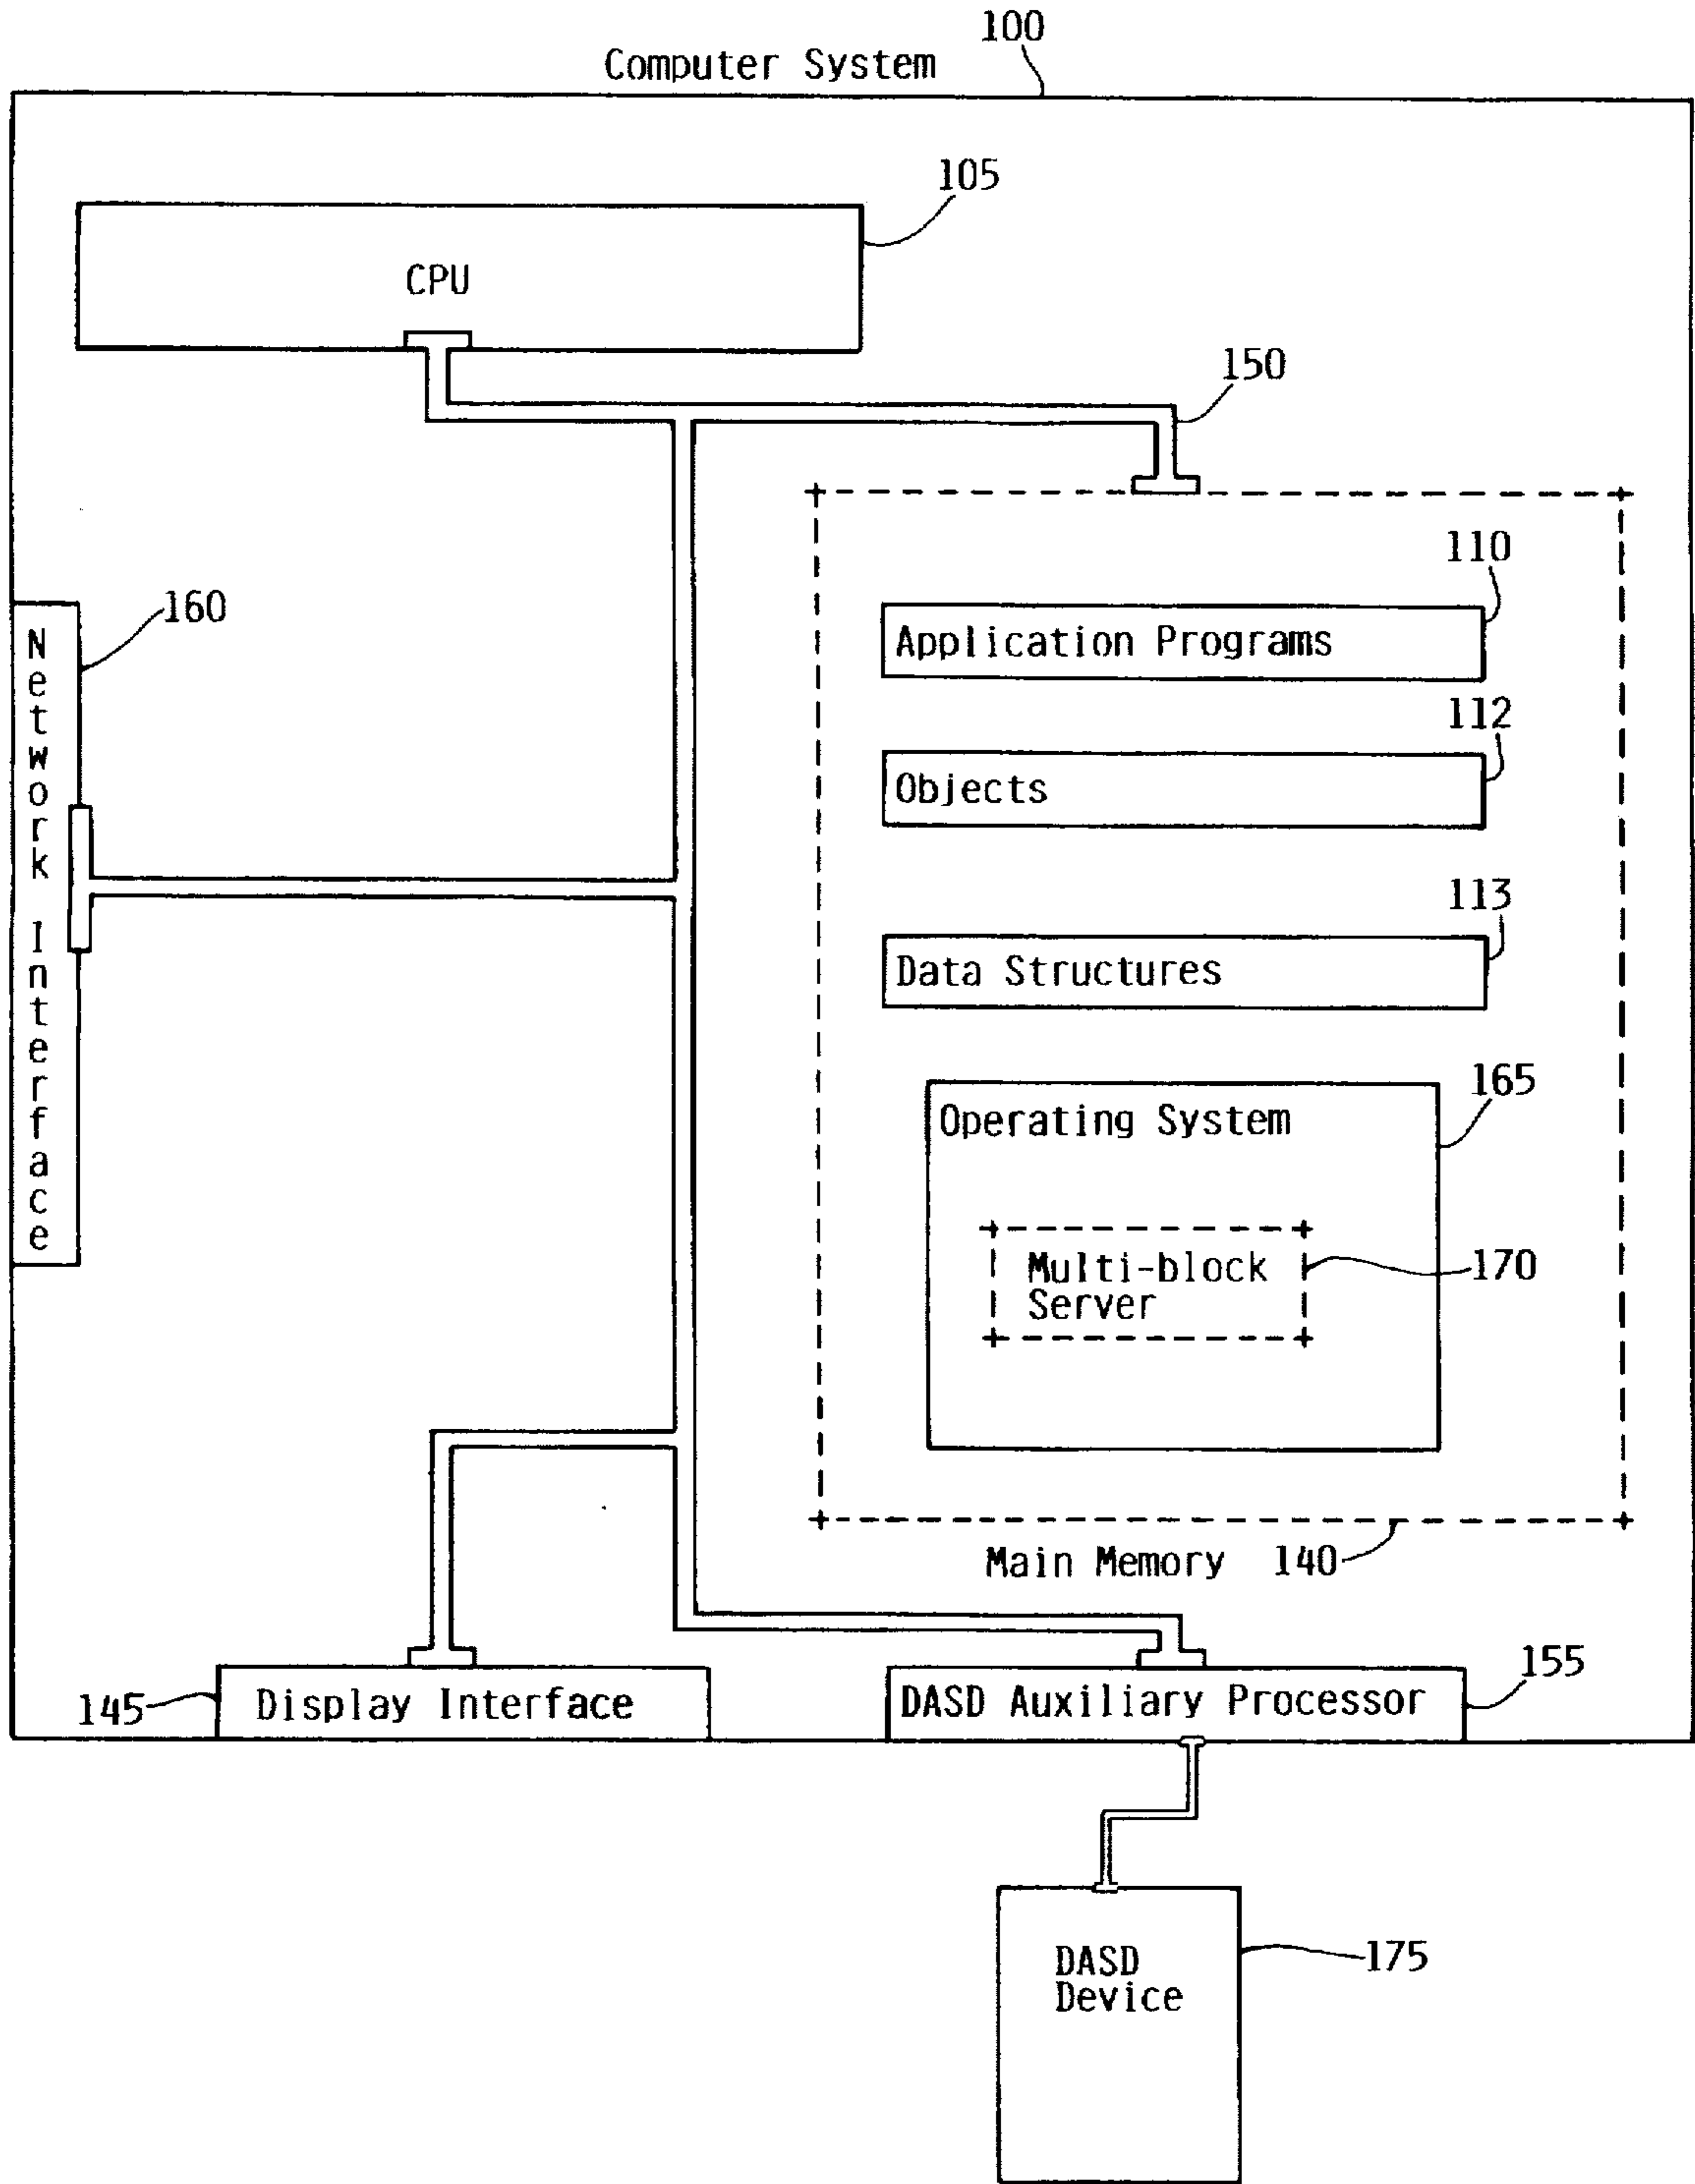 100
Computer System
105
CPU
150
110
160
Application Programs
112
Objects
113
Data Structures
Network Interface
165
Operating System
Multi-block
Server
170
Main Memory 140
155
145
Display Interface
DASD Auxiliary Processor
DASD
Device
175